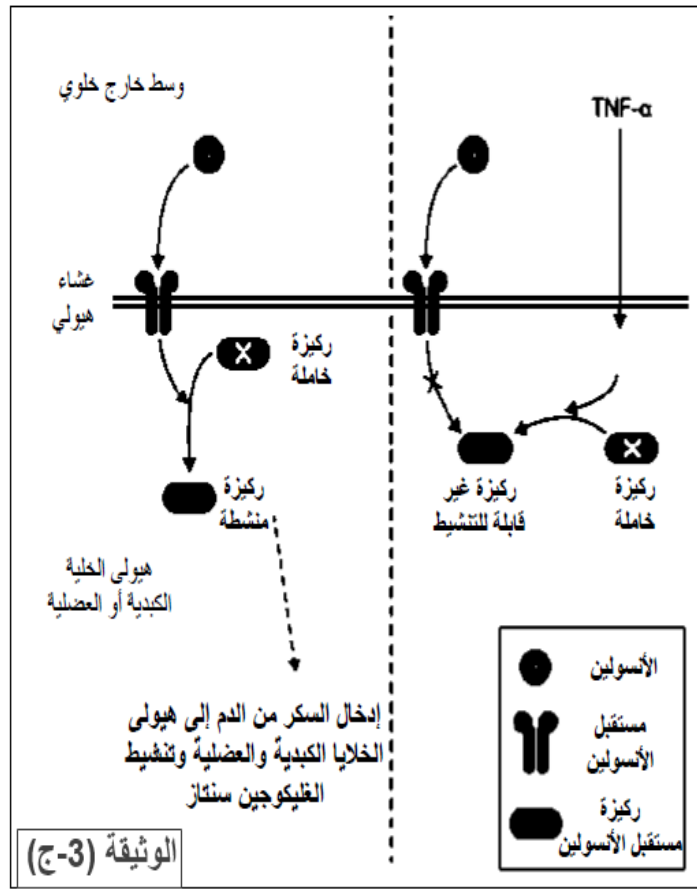 وسط خارج خلوي
TNF-α
غشاء
هيولي
ركيزة
خاملة
ركيزة
منشطة
ركيزة غير
قابلة للتنشيط
ركيزة
خاملة
هيولى الخلية
الكبدية أو العضلية
إدخال السكر من الدم إلى هيولى
الخلايا الكبدية والعضلية وتنشيط
الغليكوجين سنتاز
الأنسولين
مستقبل
الأنسولين
ركيزة
مستقبل الأنسولين
الوثيقة (3-ج)